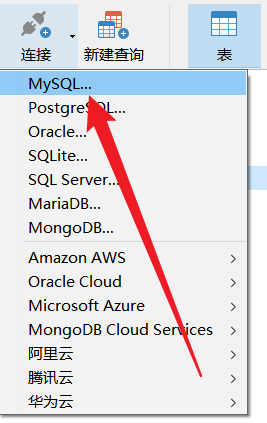 连接 新建查询 表
MySQL...
PostgreSQL...
Oracle...
SQLite...
SQL Server...
MariaDB...
MongoDB...
Amazon AWS
Oracle Cloud
Microsoft Azure
MongoDB Cloud Services
阿里云
腾讯云
华为云